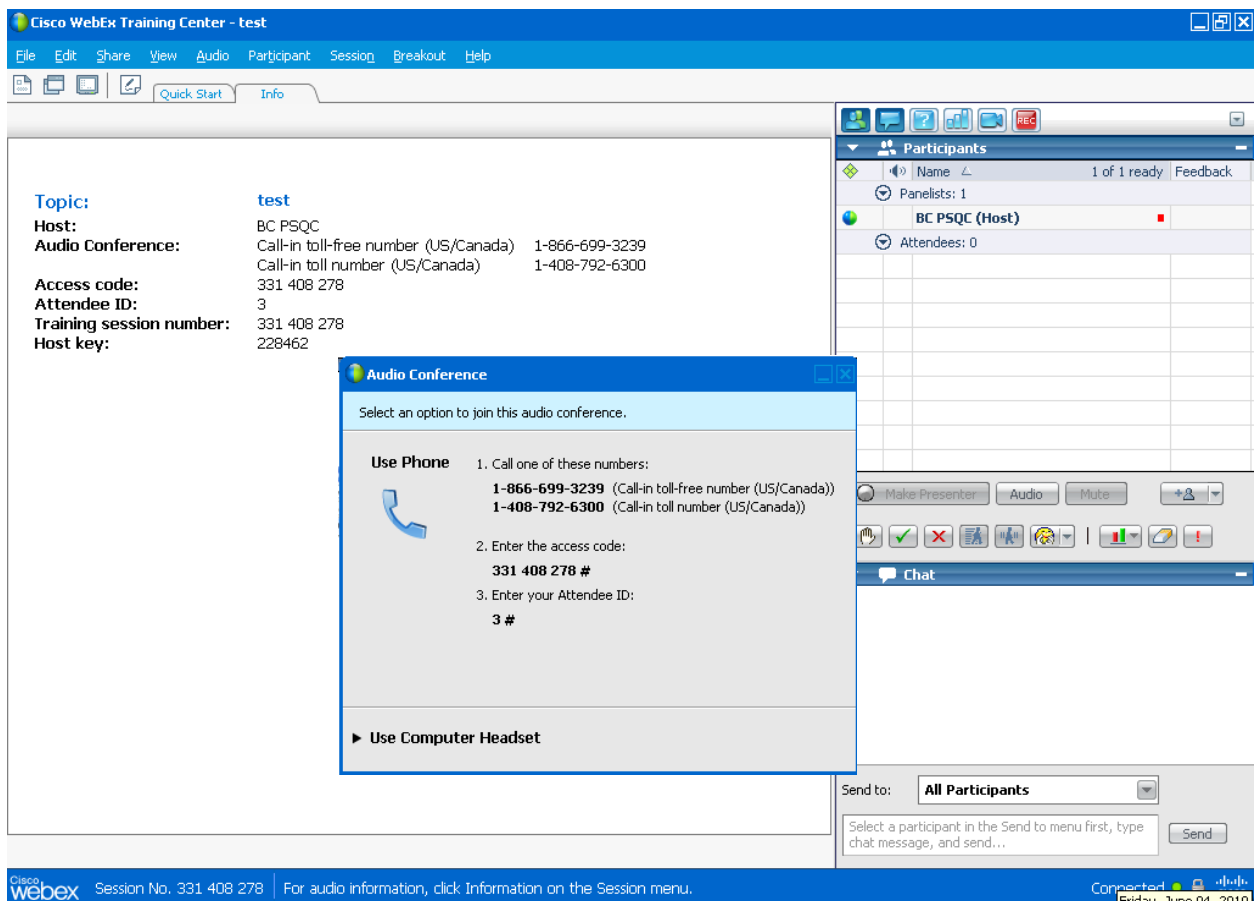 Cisco WebEx Training Center - test
File Edit Share View Audio Participant Session Breakout Help
Quick Start Info
Topic: test
Host: BC PSQC
Audio Conference: Call-in toll-free number (US/Canada) 1-866-699-3239
Call-in toll number (US/Canada) 1-408-792-6300
Access code: 331 408 278
Attendee ID: 3
Training session number: 331 408 278
Host key: 228462
Audio Conference
Select an option to join this audio conference.
Use Phone
1. Call one of these numbers:
1-866-699-3239 (Call-in toll-free number (US/Canada))
1-408-792-6300 (Call-in toll number (US/Canada))
2. Enter the access code:
331 408 278 #
3. Enter your Attendee ID:
3 #
Use Computer Headset
REC
Participants
Name 1 of 1 ready Feedback
Panelists: 1
BC PSQC (Host)
Attendees: 0
Make Presenter Audio Mute
Chat
Send to: All Participants
Select a participant in the Send to menu first, type
chat message, and send...
Send
Cisco webex Session No. 331 408 278 For audio information, click Information on the Session menu. Connected
Friday, June 04, 2010